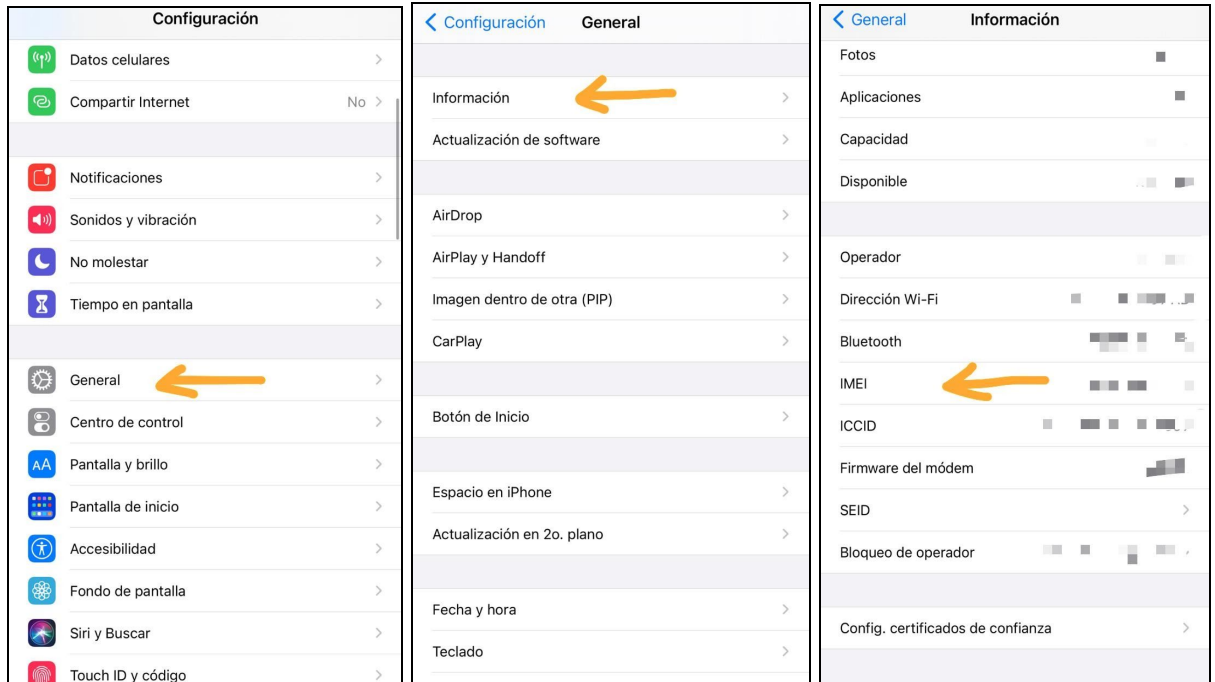 Configuración
Datos celulares
Compartir Internet No
Notificaciones
Sonidos y vibración
No molestar
Tiempo en pantalla
General
Centro de control
AA Pantalla y brillo
Pantalla de inicio
Accesibilidad
Fondo de pantalla
Siri y Buscar
Touch ID y código
Configuración General
Información
Actualización de software
AirDrop
AirPlay y Handoff
Imagen dentro de otra (PIP)
CarPlay
Botón de Inicio
Espacio en iPhone
Actualización en 2o. plano
Fecha y hora
Teclado
General Información
Fotos
Aplicaciones
Capacidad
Disponible
Operador
Dirección Wi-Fi
Bluetooth
IMEI
ICCID
Firmware del módem
SEID
Bloqueo de operador
Config. certificados de confianza